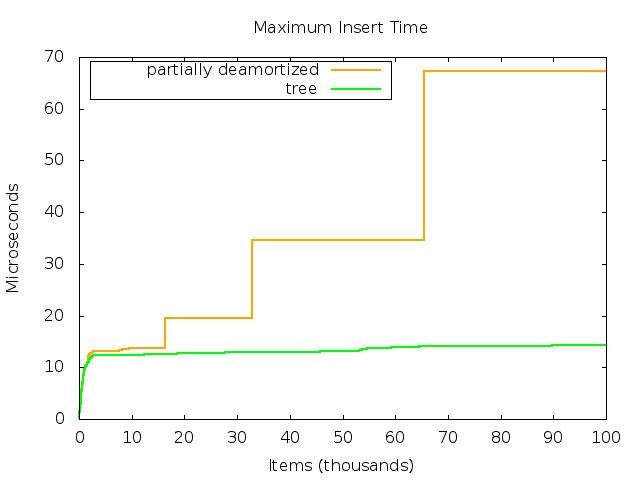 Maximum Insert Time
partially deamortized
tree
70
60
50
40
30
20
10
0
Microseconds
0 10 20 30 40 50 60 70 80 90 100
Items (thousands)